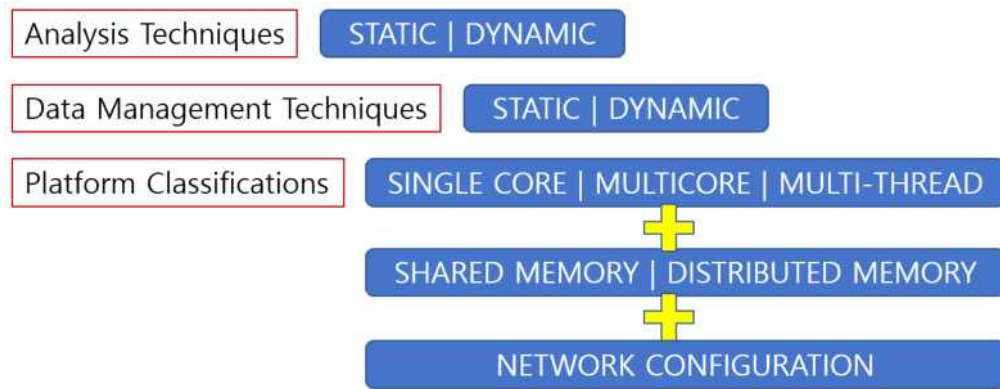 Analysis Techniques STATIC | DYNAMIC
Data Management Techniques STATIC | DYNAMIC
Platform Classifications SINGLE CORE | MULTICORE | MULTI-THREAD
SHARED MEMORY | DISTRIBUTED MEMORY
NETWORK CONFIGURATION